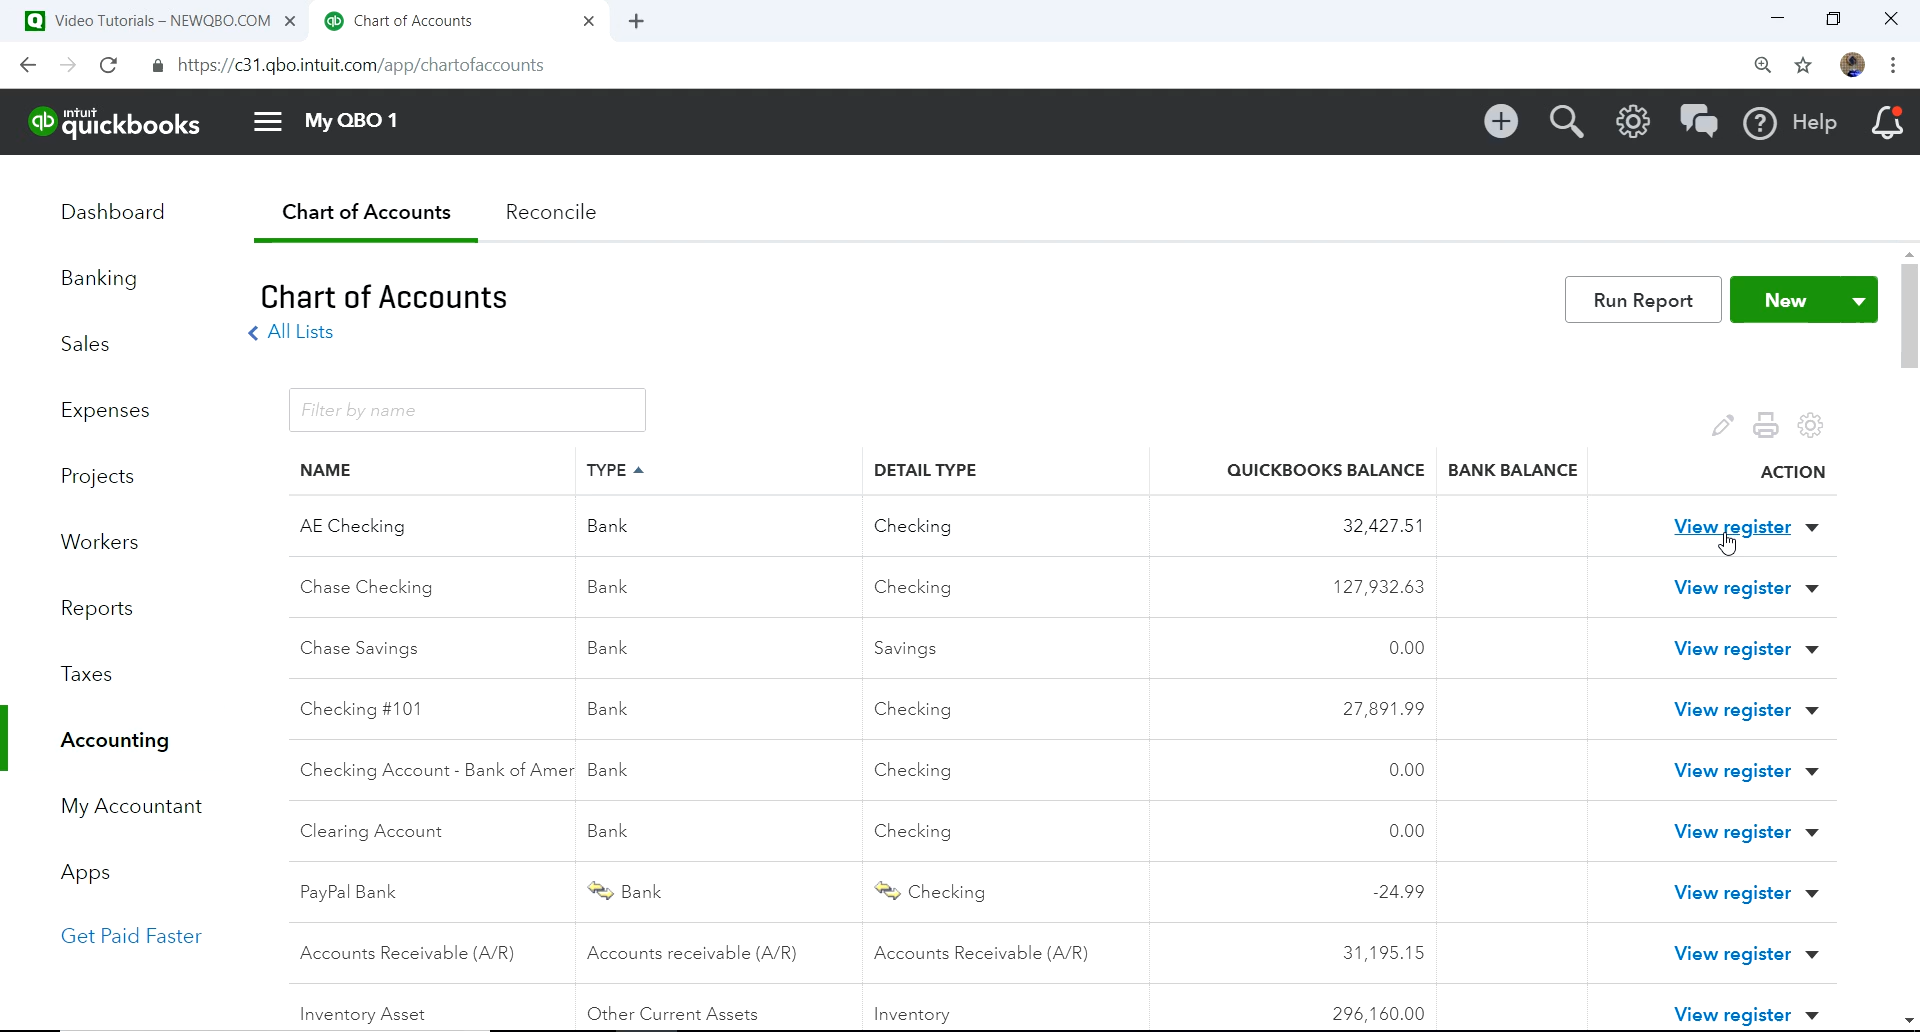 Video Tutorials – NEWQBO.COM
Chart of Accounts
https://c31.qbo.intuit.com/app/chartofaccounts
intuit
quickbooks
My QBO 1
Help
Dashboard
Banking
Sales
Expenses
Projects
Workers
Reports
Taxes
Accounting
My Accountant
Apps
Get Paid Faster
Chart of Accounts Reconcile
Chart of Accounts
All Lists
Run Report New
Filter by name
NAME TYPE DETAIL TYPE QUICKBOOKS BALANCE BANK BALANCE ACTION
AE Checking Bank Checking 32,427.51 View register
Chase Checking Bank Checking 127,932.63 View register
Chase Savings Bank Savings 0.00 View register
Checking #101 Bank Checking 27,891.99 View register
Checking Account - Bank of Amer Bank Checking 0.00 View register
Clearing Account Bank Checking 0.00 View register
PayPal Bank Bank Checking -24.99 View register
Accounts Receivable (A/R) Accounts receivable (A/R) Accounts Receivable (A/R) 31,195.15 View register
Inventory Asset Other Current Assets Inventory 296,160.00 View register